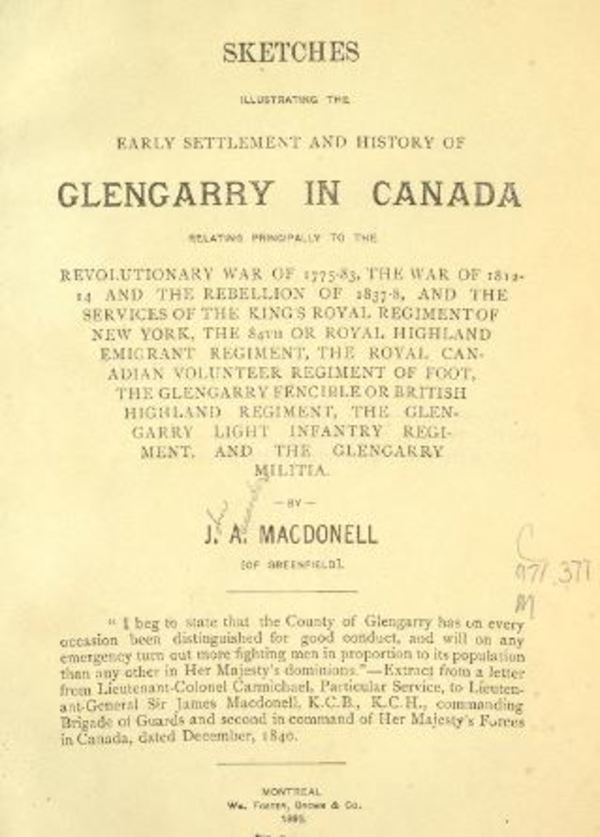 SKETCHES
ILLUSTRATING THE
EARLY SETTLEMENT AND HISTORY OF
GLENGARRY IN CANADA
RELATING PRINCIPALLY TO THE
REVOLUTIONARY WAR OF 1775-83, THE WAR OF 1812-
14 AND THE REBELLION OF 1837-8, AND THE
SERVICES OF THE KING'S ROYAL REGIMENT OF
NEW YORK, THE 84TH OR ROYAL HIGHLAND
EMIGRANT REGIMENT, THE ROYAL CAN-
ADIAN VOLUNTEER REGIMENT OF FOOT,
THE GLENGARRY FENCIBLE OR BRITISH
HIGHLAND REGIMENT, THE GLEN-
GARRY LIGHT INFANTRY REGI-
MENT, AND THE GLENGARRY
MILITIA.
—BY—
J. A. MACDONELL
[OF GREENFIELD].
C
971.377
M
"I beg to state that the County of Glengarry has on every
occasion been distinguished for good conduct, and will on any
emergency turn out more fighting men in proportion to its population
than any other in Her Majesty's dominions."—Extract from a letter
from Lieutenant-Colonel Carmichael, Particular Service, to Lieuten-
ant-General Sir James Macdonell, K.C.B., K.C.H., commanding
Brigade of Guards and second in command of Her Majesty's Forces
in Canada, dated December, 1840.
MONTREAL
WM. FOSTER, BROWN & CO.
1893.